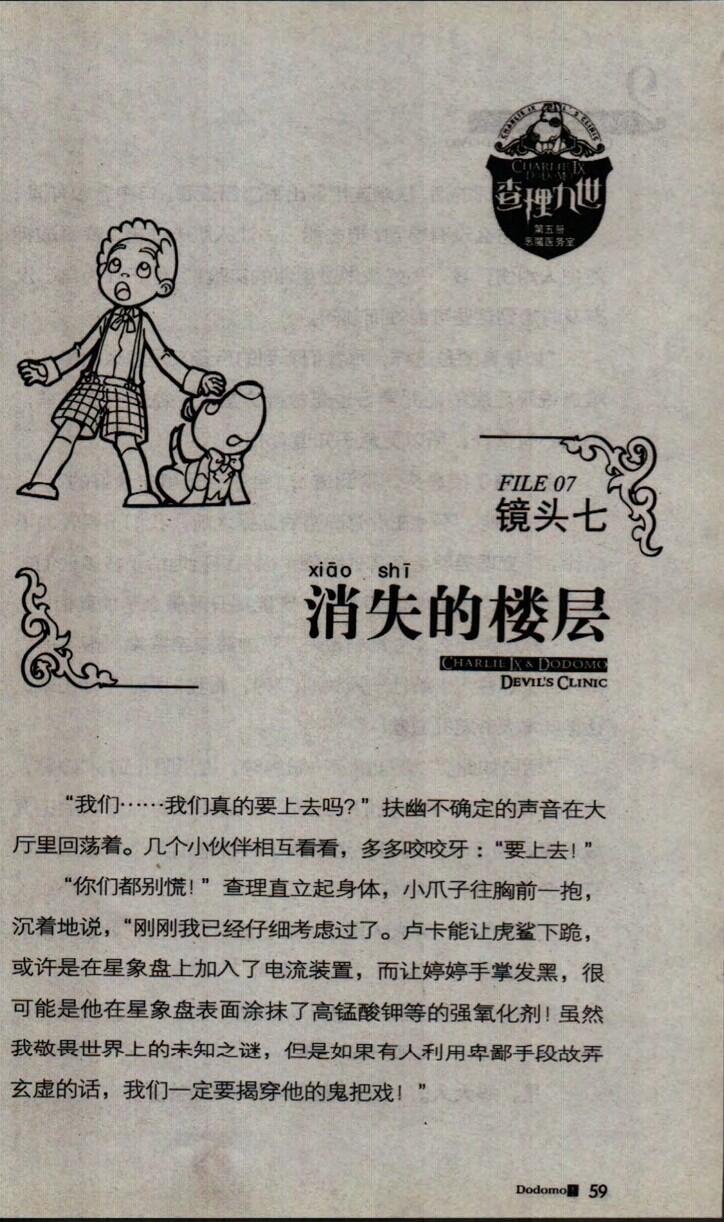 CHARLIE IX
CLINIC
CHARLIE IX
DODOMO
查理九世
第五册
恶魔医务室
FILE 07
镜头七
xiāo shī
消失的楼层
CHARLIE IX & DODOMO
DEVIL'S CLINIC
“我们……我们真的要上去吗？”扶幽不确定的声音在大
厅里回荡着。几个小伙伴相互看看，多多咬咬牙：“要上去！”
“你们都别慌！”查理直立起身体，小爪子往胸前一抱，
沉着地说，“刚刚我已经仔细考虑过了。卢卡能让虎鲨下跪，
或许是在星象盘上加入了电流装置，而让婷婷手掌发黑，很
可能是他在星象盘表面涂抹了高锰酸钾等的强氧化剂！虽然
我敬畏世界上的未知之谜，但是如果有人利用卑鄙手段故弄
玄虚的话，我们一定要揭穿他的鬼把戏！”
Dodomo 59